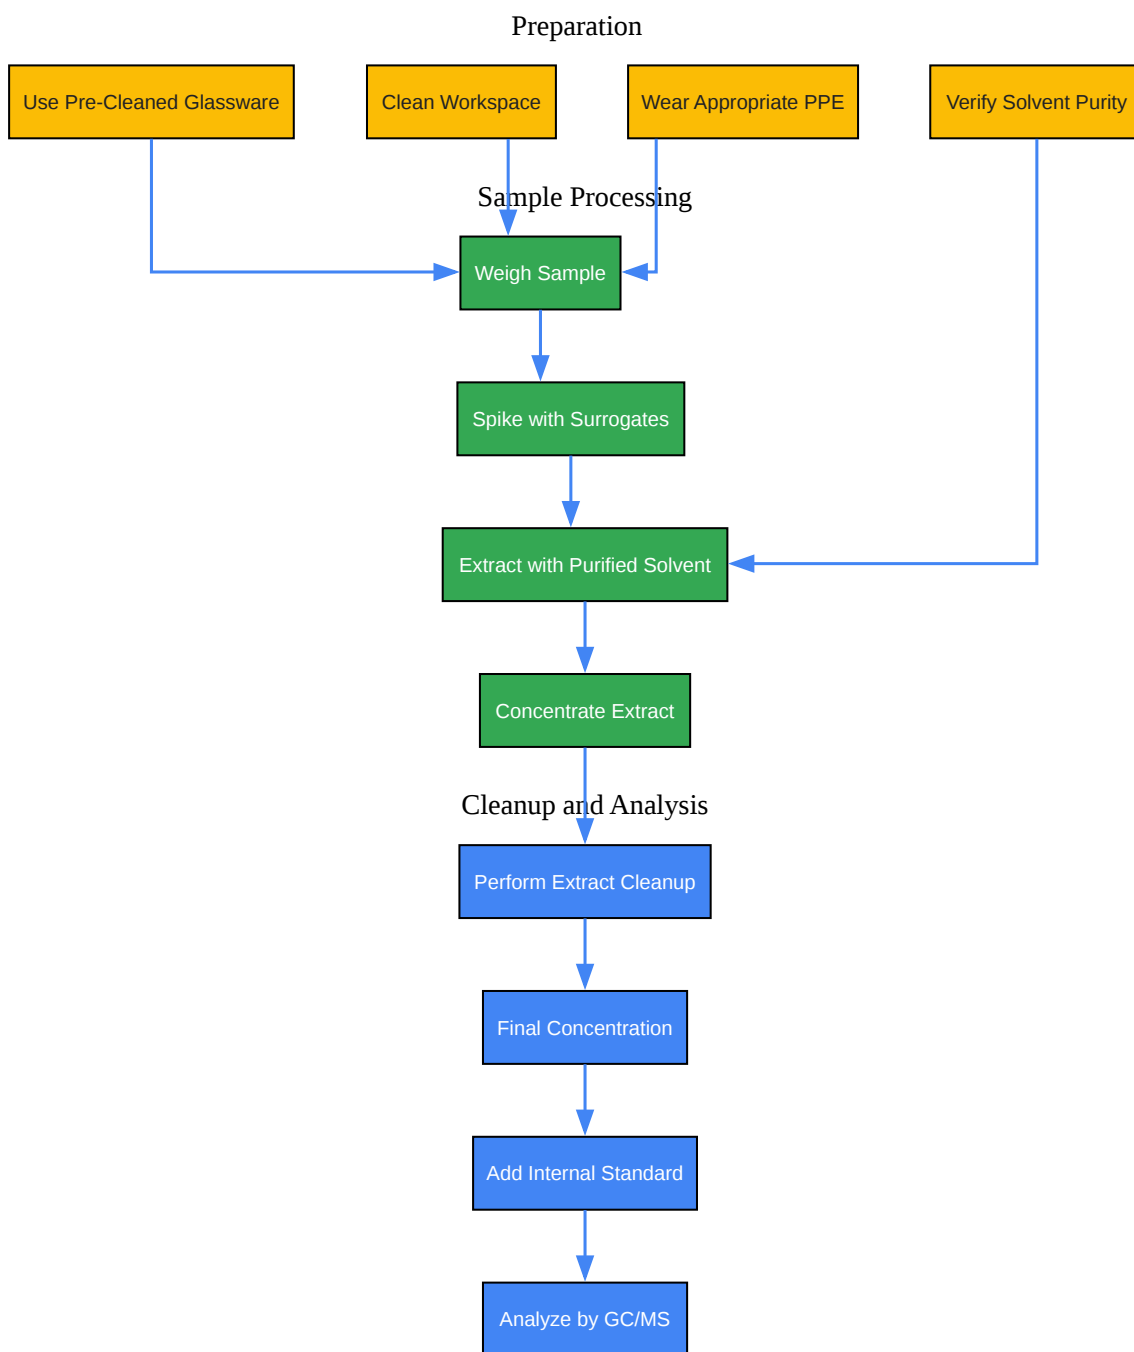 Preparation
Use Pre-Cleaned Glassware
Clean Workspace
Wear Appropriate PPE
Verify Solvent Purity
Sample Processing
Weigh Sample
Spike with Surrogates
Extract with Purified Solvent
Concentrate Extract
Cleanup and Analysis
Perform Extract Cleanup
Final Concentration
Add Internal Standard
Analyze by GC/MS